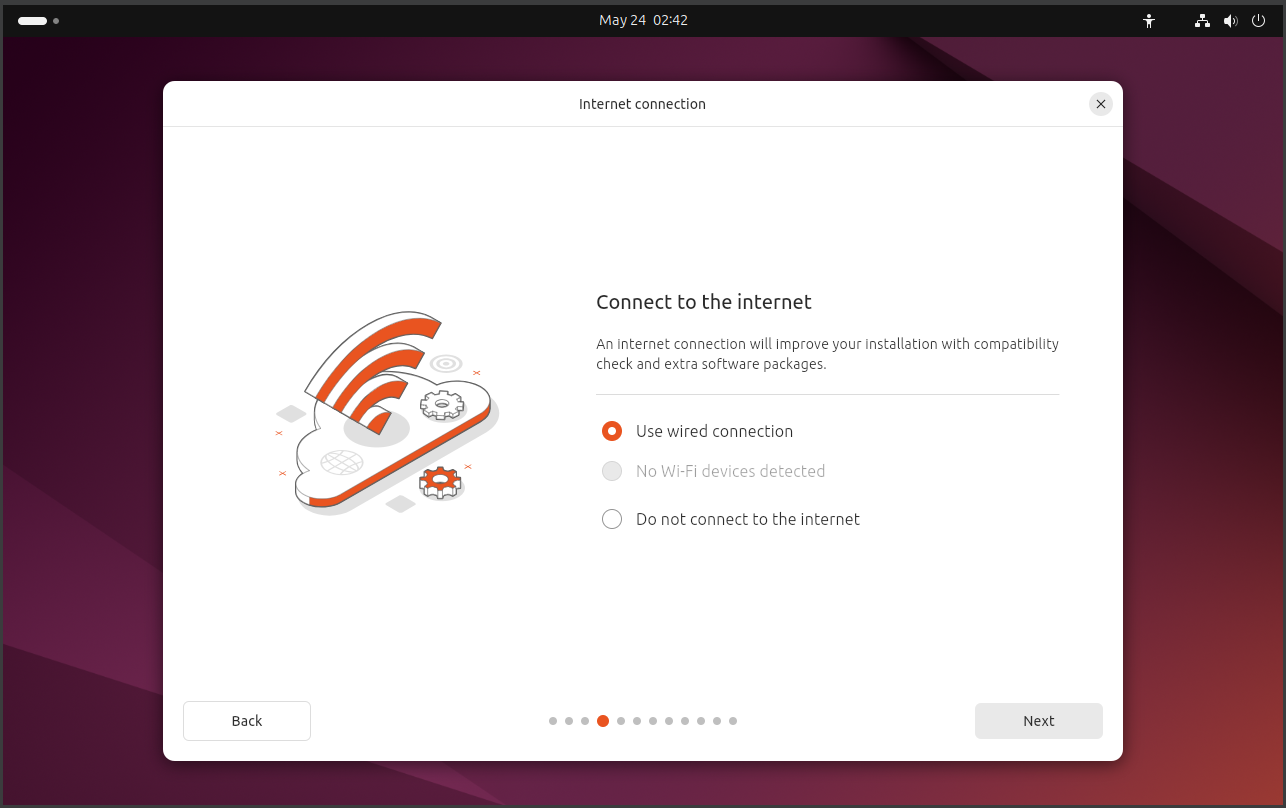 May 24 02:42
Internet connection
Connect to the internet
An internet connection will improve your installation with compatibility
check and extra software packages.
Use wired connection
No Wi-Fi devices detected
Do not connect to the internet
Back
Next